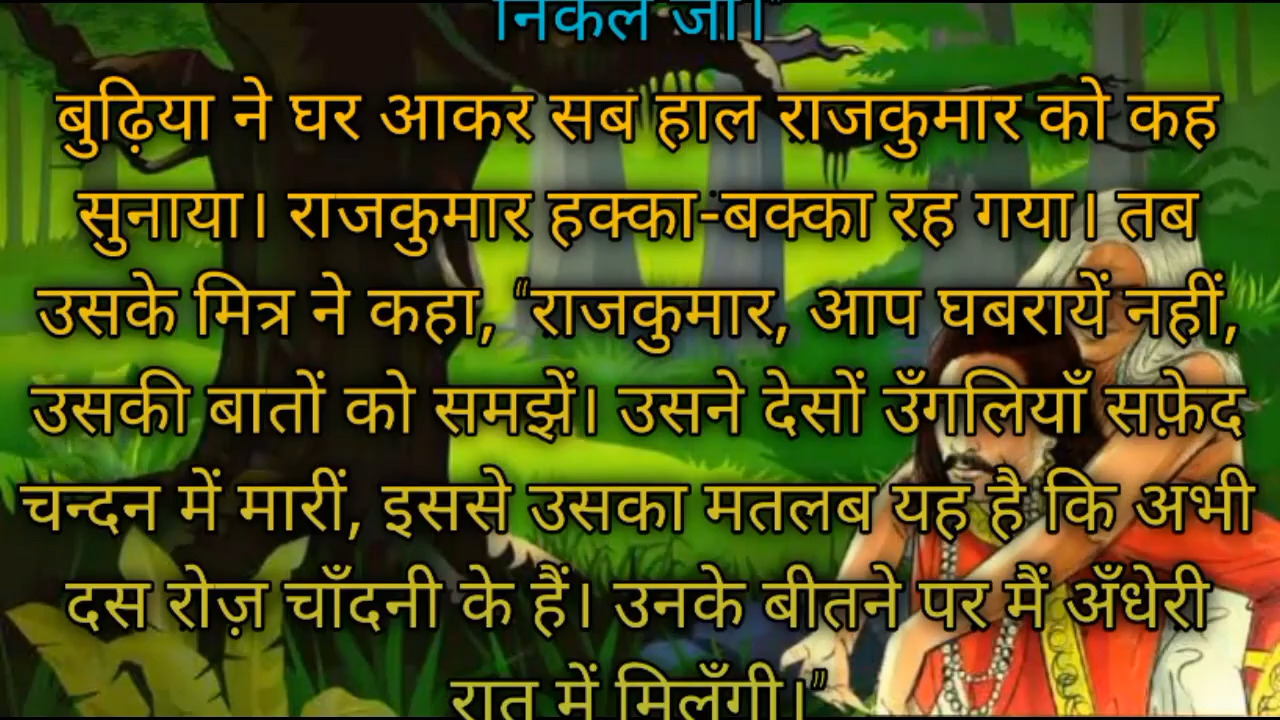 निकल जा।"
बुढ़िया ने घर आकर सब हाल राजकुमार को कह
सुनाया। राजकुमार हक्का-बक्का रह गया। तब
उसके मित्र ने कहा, “राजकुमार, आप घबरायें नहीं,
उसकी बातों को समझें। उसने देसों उँगलियाँ सफ़ेद
चन्दन में मारीं, इससे उसका मतलब यह है कि अभी
दस रोज़ चाँदनी के हैं। उनके बीतने पर मैं अँधेरी
रात में मिलूँगी।”